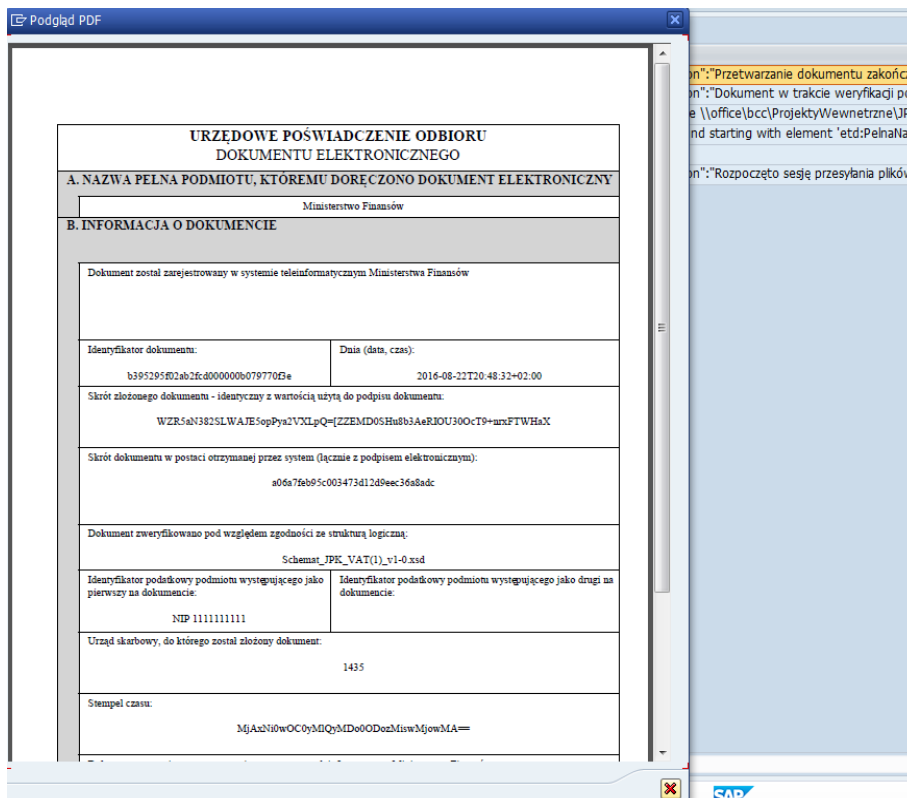 Podgląd PDF
URZĘDOWE POŚWIADCZENIE ODBIORU
DOKUMENTU ELEKTRONICZNEGO
A. NAZWA PEŁNA PODMIOTU, KTÓREMU DORĘCZONO DOKUMENT ELEKTRONICZNY
Ministerstwo Finansów
B. INFORMACJA O DOKUMENCIE
Dokument został zarejestrowany w systemie teleinformatycznym Ministerstwa Finansów
Identyfikator dokumentu:
b395295f02ab2fcd000000b079770f3e
Dnia (data, czas):
2016-08-22T20:48:32+02:00
Skrót złożonego dokumentu - identyczny z wartością użytą do podpisu dokumentu:
WZR5aN382SLWAJE5opPya2VXLpQ=[ZZEMD0SHu8b3AeRIOU30OcT9+nrxFTWHaX
Skrót dokumentu w postaci otrzymanej przez system (łącznie z podpisem elektronicznym):
a06a7feb95c003473d12d9eec36a8adc
Dokument zweryfikowano pod względem zgodności ze strukturą logiczną:
Schemat_JPK_VAT(1)_v1-0.xsd
Identyfikator podatkowy podmiotu występującego jako
pierwszy na dokumencie:
NIP 1111111111
Identyfikator podatkowy podmiotu występującego jako drugi na
dokumencie:
Urząd skarbowy, do którego został złożony dokument:
1435
Stempel czasu:
MjAxNi0wOC0yMlQyMDo0ODozMiswMjowMA==
on":"Przetwarzanie dokumentu zakończ
on":"Dokument w trakcie weryfikacji po
e \\office\bcc\ProjektyWewnetrzne\JP
nd starting with element 'etd:PelnaNa
on":"Rozpoczęto sesję przesyłania plików
SAP